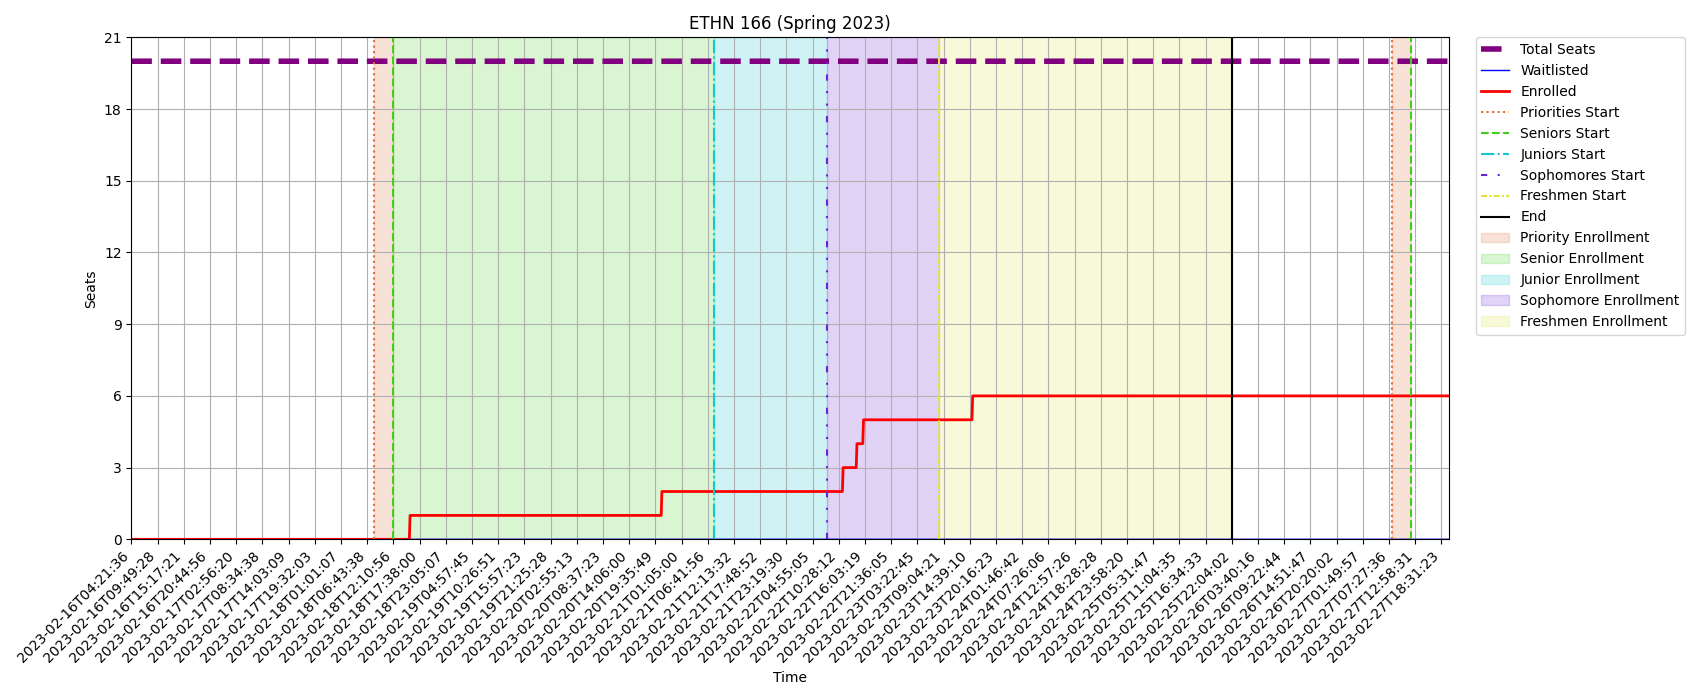 ETHN 166 (Spring 2023)
21
18
15
12
9
6
3
0
Seats
2023-02-16T04:21:36
2023-02-16T09:49:28
2023-02-16T15:17:21
2023-02-16T20:44:56
2023-02-17T02:56:20
2023-02-17T08:34:38
2023-02-17T14:03:09
2023-02-17T19:32:03
2023-02-18T01:01:07
2023-02-18T06:43:38
2023-02-18T12:10:56
2023-02-18T17:38:00
2023-02-18T23:05:07
2023-02-19T04:57:45
2023-02-19T10:26:51
2023-02-19T15:57:23
2023-02-19T21:25:28
2023-02-20T02:55:13
2023-02-20T08:37:23
2023-02-20T14:06:00
2023-02-20T19:35:49
2023-02-21T01:05:00
2023-02-21T06:41:56
2023-02-21T12:13:32
2023-02-21T17:48:52
2023-02-21T23:19:30
2023-02-22T04:55:05
2023-02-22T10:28:12
2023-02-22T16:03:19
2023-02-22T21:36:05
2023-02-23T03:22:45
2023-02-23T09:04:21
2023-02-23T14:39:10
2023-02-23T20:16:23
2023-02-24T01:46:42
2023-02-24T07:26:06
2023-02-24T12:57:26
2023-02-24T18:28:28
2023-02-24T23:58:20
2023-02-25T05:31:47
2023-02-25T11:04:35
2023-02-25T16:34:33
2023-02-25T22:04:02
2023-02-26T03:40:16
2023-02-26T09:22:44
2023-02-26T14:51:47
2023-02-26T20:20:02
2023-02-27T01:49:57
2023-02-27T07:27:36
2023-02-27T12:58:31
2023-02-27T18:31:23
Time
Total Seats
Waitlisted
Enrolled
Priorities Start
Seniors Start
Juniors Start
Sophomores Start
Freshmen Start
End
Priority Enrollment
Senior Enrollment
Junior Enrollment
Sophomore Enrollment
Freshmen Enrollment